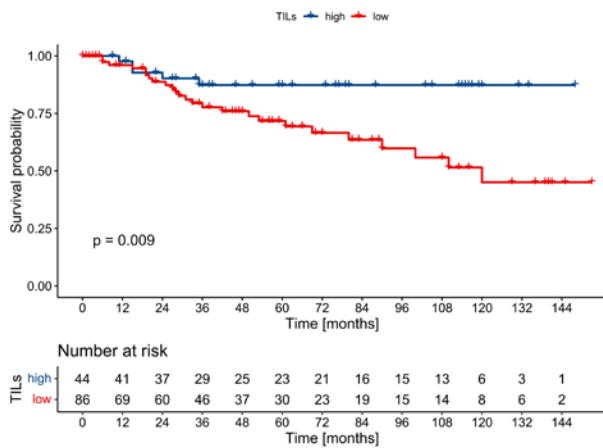 TILs high low
1.00
0.75
0.50
0.25
0.00
Survival probability
p = 0.009
0 12 24 36 48 60 72 84 96 108 120 132 144
Time [months]
Number at risk
TILs
high 44 41 37 29 25 23 21 16 15 13 6 3 1
low 86 69 60 46 37 30 23 19 15 14 8 6 2
0 12 24 36 48 60 72 84 96 108 120 132 144
Time [months]